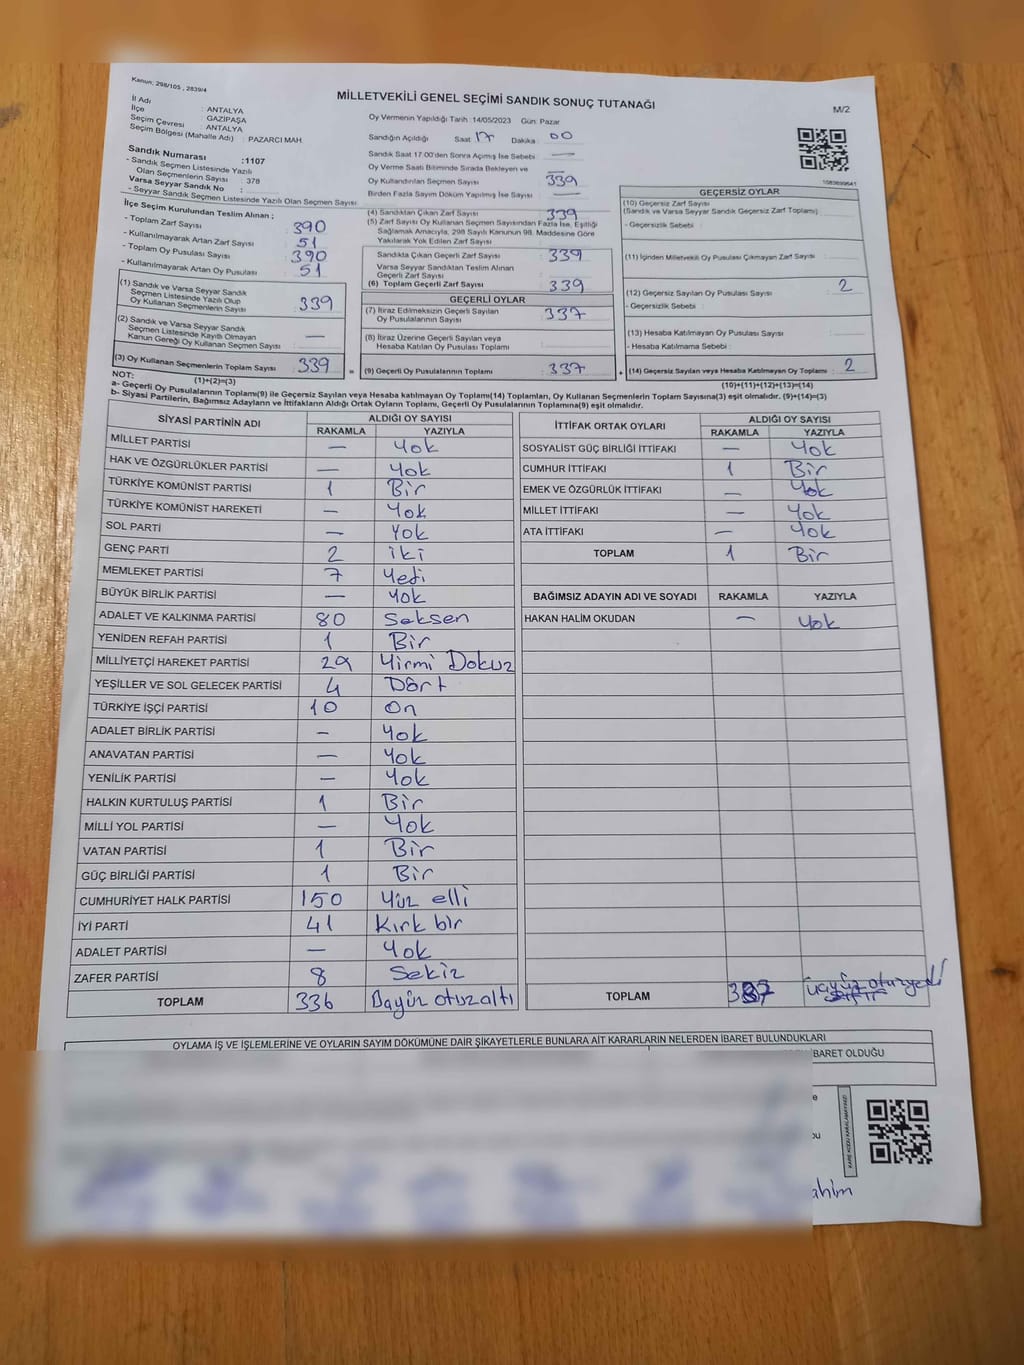 Kanun: 298/105 , 2839/4
MİLLETVEKİLİ GENEL SEÇİMİ SANDIK SONUÇ TUTANAĞI
M/2
İl Adı : ANTALYA
İlçe : GAZİPAŞA
Seçim Çevresi : ANTALYA
Seçim Bölgesi (Mahalle Adı) : PAZARCI MAH.
Oy Vermenin Yapıldığı Tarih : 14/05/2023 Gün: Pazar
Sandığın Açıldığı Saat 17 Dakika : 00
Sandık Saat 17.00'den Sonra Açımış İse Sebebi : —
Oy Verme Saati Bitiminde Sırada Bekleyen ve : —
Oy Kullandırılan Seçmen Sayısı : 339
Birden Fazla Sayım Döküm Yapılmış İse Sayısı : —
Sandık Numarası :1107
- Sandık Seçmen Listesinde Yazılı
Olan Seçmenlerin Sayısı : 378
Varsa Seyyar Sandık No :
- Seyyar Sandık Seçmen Listesinde Yazılı Olan Seçmen Sayısı :
İlçe Seçim Kurulundan Teslim Alınan ;
- Toplam Zarf Sayısı : 390
- Kullanılmayarak Artan Zarf Sayısı : 51
- Toplam Oy Pusulası Sayısı : 390
- Kullanılmayarak Artan Oy Pusulası : 51
(1) Sandık ve Varsa Seyyar Sandık
Seçmen Listesinde Yazılı Olup
Oy Kullanan Seçmenlerin Sayısı : 339
(2) Sandık ve Varsa Seyyar Sandık
Seçmen Listesinde Kayıtlı Olmayan
Kanun Gereği Oy Kullanan Seçmen Sayısı : —
(3) Oy Kullanan Seçmenlerin Toplam Sayısı : 339
(1)+(2)=(3)
(4) Sandıktan Çıkan Zarf Sayısı : 339
(5) Zarf Sayısı Oy Kullanan Seçmen Sayısından Fazla İse, Eşitliği
Sağlamak Amacıyla, 298 Sayılı Kanunun 98. Maddesine Göre
Yakılarak Yok Edilen Zarf Sayısı :
Sandıkta Çıkan Geçerli Zarf Sayısı : 339
Varsa Seyyar Sandıktan Teslim Alınan
Geçerli Zarf Sayısı :
(6) Toplam Geçerli Zarf Sayısı : 339
GEÇERLİ OYLAR
(7) İtiraz Edilmeksizin Geçerli Sayılan
Oy Pusulalarının Sayısı : 337
(8) İtiraz Üzerine Geçerli Sayılan veya
Hesaba Katılan Oy Pusulası Toplamı :
= (9) Geçerli Oy Pusulalarının Toplamı : 337
GEÇERSİZ OYLAR
(10) Geçersiz Zarf Sayısı
(Sandık ve Varsa Seyyar Sandık Geçersiz Zarf Toplamı) :
- Geçersizlik Sebebi :
(11) İçinden Milletvekili Oy Pusulası Çıkmayan Zarf Sayısı :
(12) Geçersiz Sayılan Oy Pusulası Sayısı : 2
- Geçersizlik Sebebi :
(13) Hesaba Katılmayan Oy Pusulası Sayısı :
- Hesaba Katılmama Sebebi :
+ (14) Geçersiz Sayılan veya Hesaba Katılmayan Oy Toplamı : 2
(10)+(11)+(12)+(13)=(14)
NOT:
a- Geçerli Oy Pusulalarının Toplamı(9) ile Geçersiz Sayılan veya Hesaba katılmayan Oy Toplamı(14) Toplamları, Oy Kullanan Seçmenlerin Toplam Sayısına(3) eşit olmalıdır. (9)+(14)=(3)
b- Siyasi Partilerin, Bağımsız Adayların ve İttifakların Aldığı Oyların Toplamı, Geçerli Oy Pusulalarının Toplamına(9) eşit olmalıdır.
SİYASİ PARTİNİN ADI ALDIĞI OY SAYISI
RAKAMLA YAZIYLA
MİLLET PARTİSİ — Yok
HAK VE ÖZGÜRLÜKLER PARTİSİ — Yok
TÜRKİYE KOMÜNİST PARTİSİ 1 Bir
TÜRKİYE KOMÜNİST HAREKETİ — Yok
SOL PARTİ — Yok
GENÇ PARTİ 2 iki
MEMLEKET PARTİSİ 7 Yedi
BÜYÜK BİRLİK PARTİSİ — Yok
ADALET VE KALKINMA PARTİSİ 80 Seksen
YENİDEN REFAH PARTİSİ 1 Bir
MİLLİYETÇİ HAREKET PARTİSİ 29 Yirmi Dokuz
YEŞİLLER VE SOL GELECEK PARTİSİ 4 Dört
TÜRKİYE İŞÇİ PARTİSİ 10 On
ADALET BİRLİK PARTİSİ — Yok
ANAVATAN PARTİSİ — Yok
YENİLİK PARTİSİ — Yok
HALKIN KURTULUŞ PARTİSİ 1 Bir
MİLLİ YOL PARTİSİ — Yok
VATAN PARTİSİ 1 Bir
GÜÇ BİRLİĞİ PARTİSİ 1 Bir
CUMHURİYET HALK PARTİSİ 150 Yüz elli
İYİ PARTİ 41 Kırk bir
ADALET PARTİSİ — Yok
ZAFER PARTİSİ 8 Sekiz
TOPLAM 336 otuz altı
İTTİFAK ORTAK OYLARI ALDIĞI OY SAYISI
RAKAMLA YAZIYLA
SOSYALİST GÜÇ BİRLİĞİ İTTİFAKI — Yok
CUMHUR İTTİFAKI 1 Bir
EMEK VE ÖZGÜRLÜK İTTİFAKI — Yok
MİLLET İTTİFAKI — Yok
ATA İTTİFAKI — Yok
TOPLAM 1 Bir
BAĞIMSIZ ADAYIN ADI VE SOYADI RAKAMLA YAZIYLA
HAKAN HALİM OKUDAN — Yok
TOPLAM 337 üçyüz otuzyedi
OYLAMA İŞ VE İŞLEMLERİNE VE OYLARIN SAYIM DÖKÜMÜNE DAİR ŞİKAYETLERLE BUNLARA AİT KARARLARIN NELERDEN İBARET BULUNDUKLARI
İBARET OLDUĞU